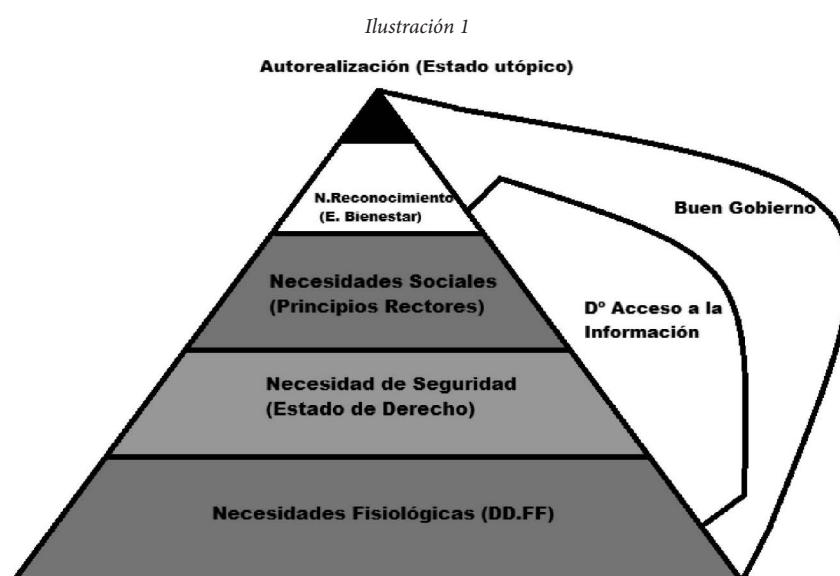 Ilustración 1
Autorealización (Estado utópico)
N.Reconocimiento
(E. Bienestar)
Buen Gobierno
Necesidades Sociales
(Principios Rectores)
Dº Acceso a la
Información
Necesidad de Seguridad
(Estado de Derecho)
Necesidades Fisiológicas (DD.FF)